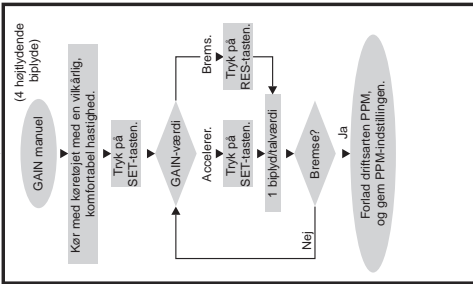 GAIN manuel
(4 højtlydende
biplyde)
Kør med køretøjet med en vilkårlig,
komfortabel hastighed.
Tryk på
SET-tasten.
GAIN-værdi
Accelerer.
Brems.
Tryk på
SET-tasten.
Tryk på
RES-tasten.
1 biplyd/talværdi
Bremse?
Nej
Ja
Forlad driftsarten PPM,
og gem PPM-indstillingen.